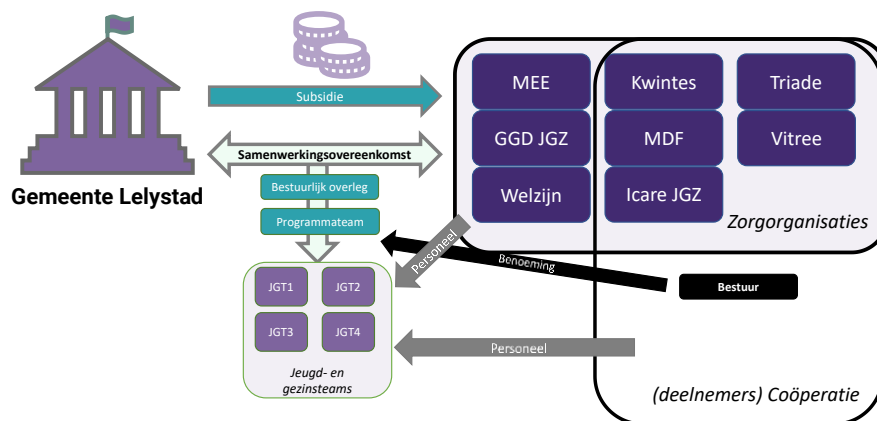 Gemeente Lelystad
Subsidie
Samenwerkingsovereenkomst
Bestuurlijk overleg
Programmateam
MEE
Kwintes
Triade
GGD JGZ
MDF
Vitree
Welzijn
Icare JGZ
Zorgorganisaties
Personeel
Benoeming
Bestuur
JGT1
JGT2
JGT3
JGT4
Jeugd- en
gezinsteams
Personeel
(deelnemers) Coöperatie